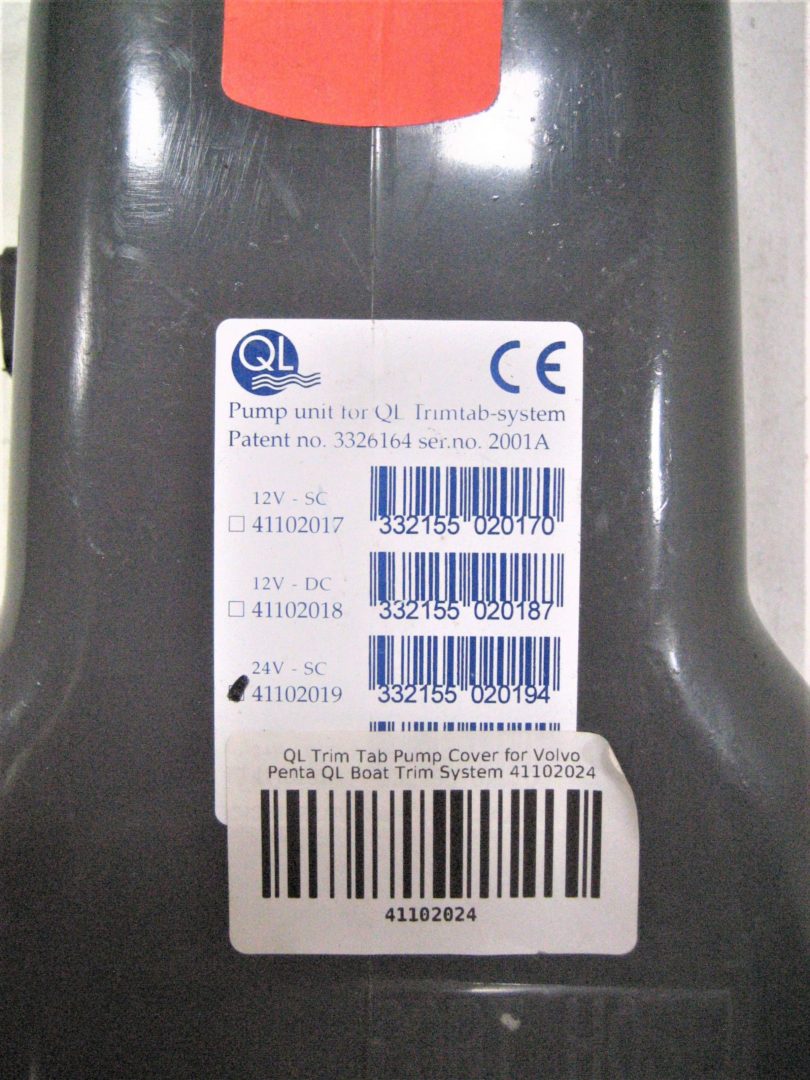 QL
CE
Pump unit for QL Trimtab-system
Patent no. 3326164 ser.no. 2001A
12V - SC
41102017
332155 020170
12V - DC
41102018
332155 020187
24V - SC
41102019
332155 020194
QL Trim Tab Pump Cover for Volvo
Penta QL Boat Trim System 41102024
41102024